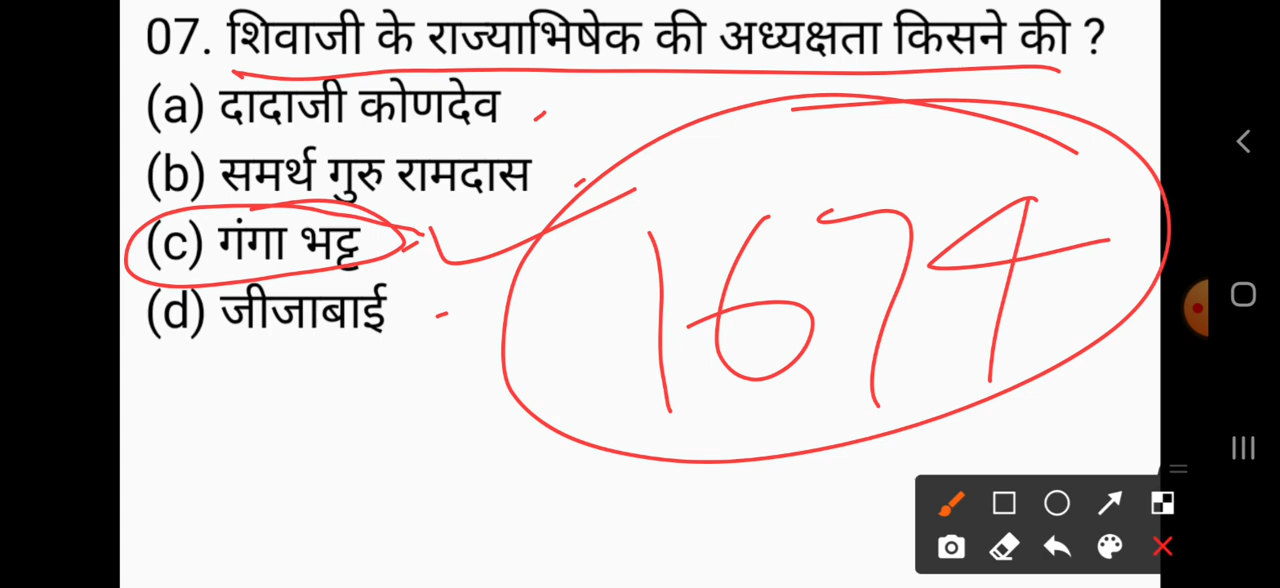 07. शिवाजी के राज्याभिषेक की अध्यक्षता किसने की ?
(a) दादाजी कोणदेव
(b) समर्थ गुरु रामदास
(c) गंगा भट्ट
(d) जीजाबाई
1674